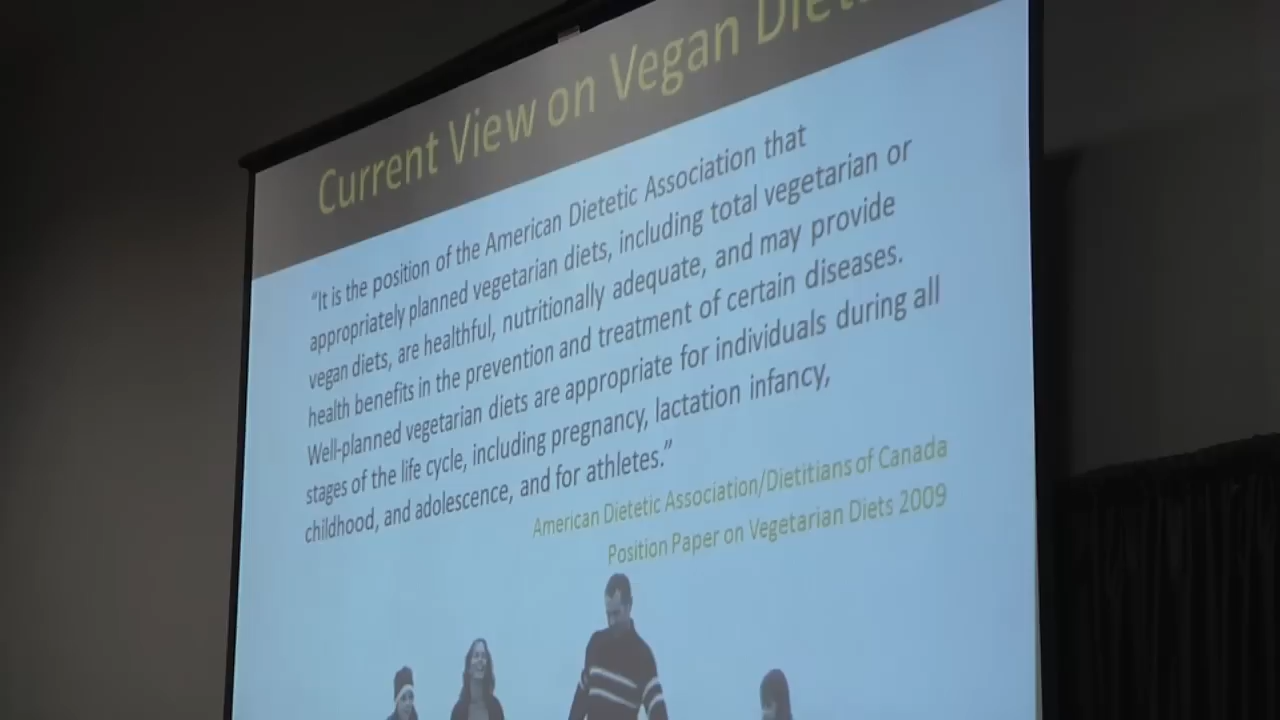 Current View on Vegan Diets
“It is the position of the American Dietetic Association that
appropriately planned vegetarian diets, including total vegetarian or
vegan diets, are healthful, nutritionally adequate, and may provide
health benefits in the prevention and treatment of certain diseases.
Well-planned vegetarian diets are appropriate for individuals during all
stages of the life cycle, including pregnancy, lactation infancy,
childhood, and adolescence, and for athletes.”
American Dietetic Association/Dietitians of Canada
Position Paper on Vegetarian Diets 2009